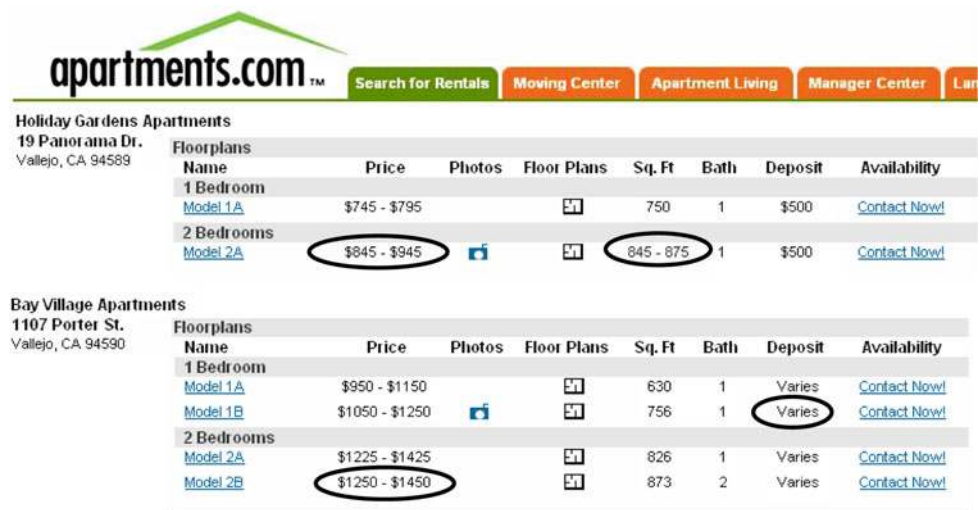 apartments.com™
Search for Rentals Moving Center Apartment Living Manager Center
Holiday Gardens Apartments
19 Panorama Dr.
Vallejo, CA 94589
Floorplans
Name Price Photos Floor Plans Sq. Ft Bath Deposit Availability
1 Bedroom
Model 1A $745 - $795 750 1 $500 Contact Now!
2 Bedrooms
Model 2A $845 - $945 845 - 875 1 $500 Contact Now!
Bay Village Apartments
1107 Porter St.
Vallejo, CA 94590
Floorplans
Name Price Photos Floor Plans Sq. Ft Bath Deposit Availability
1 Bedroom
Model 1A $950 - $1150 630 1 Varies Contact Now!
Model 1B $1050 - $1250 756 1 Varies Contact Now!
2 Bedrooms
Model 2A $1225 - $1425 826 1 Varies Contact Now!
Model 2B $1250 - $1450 873 2 Varies Contact Now!